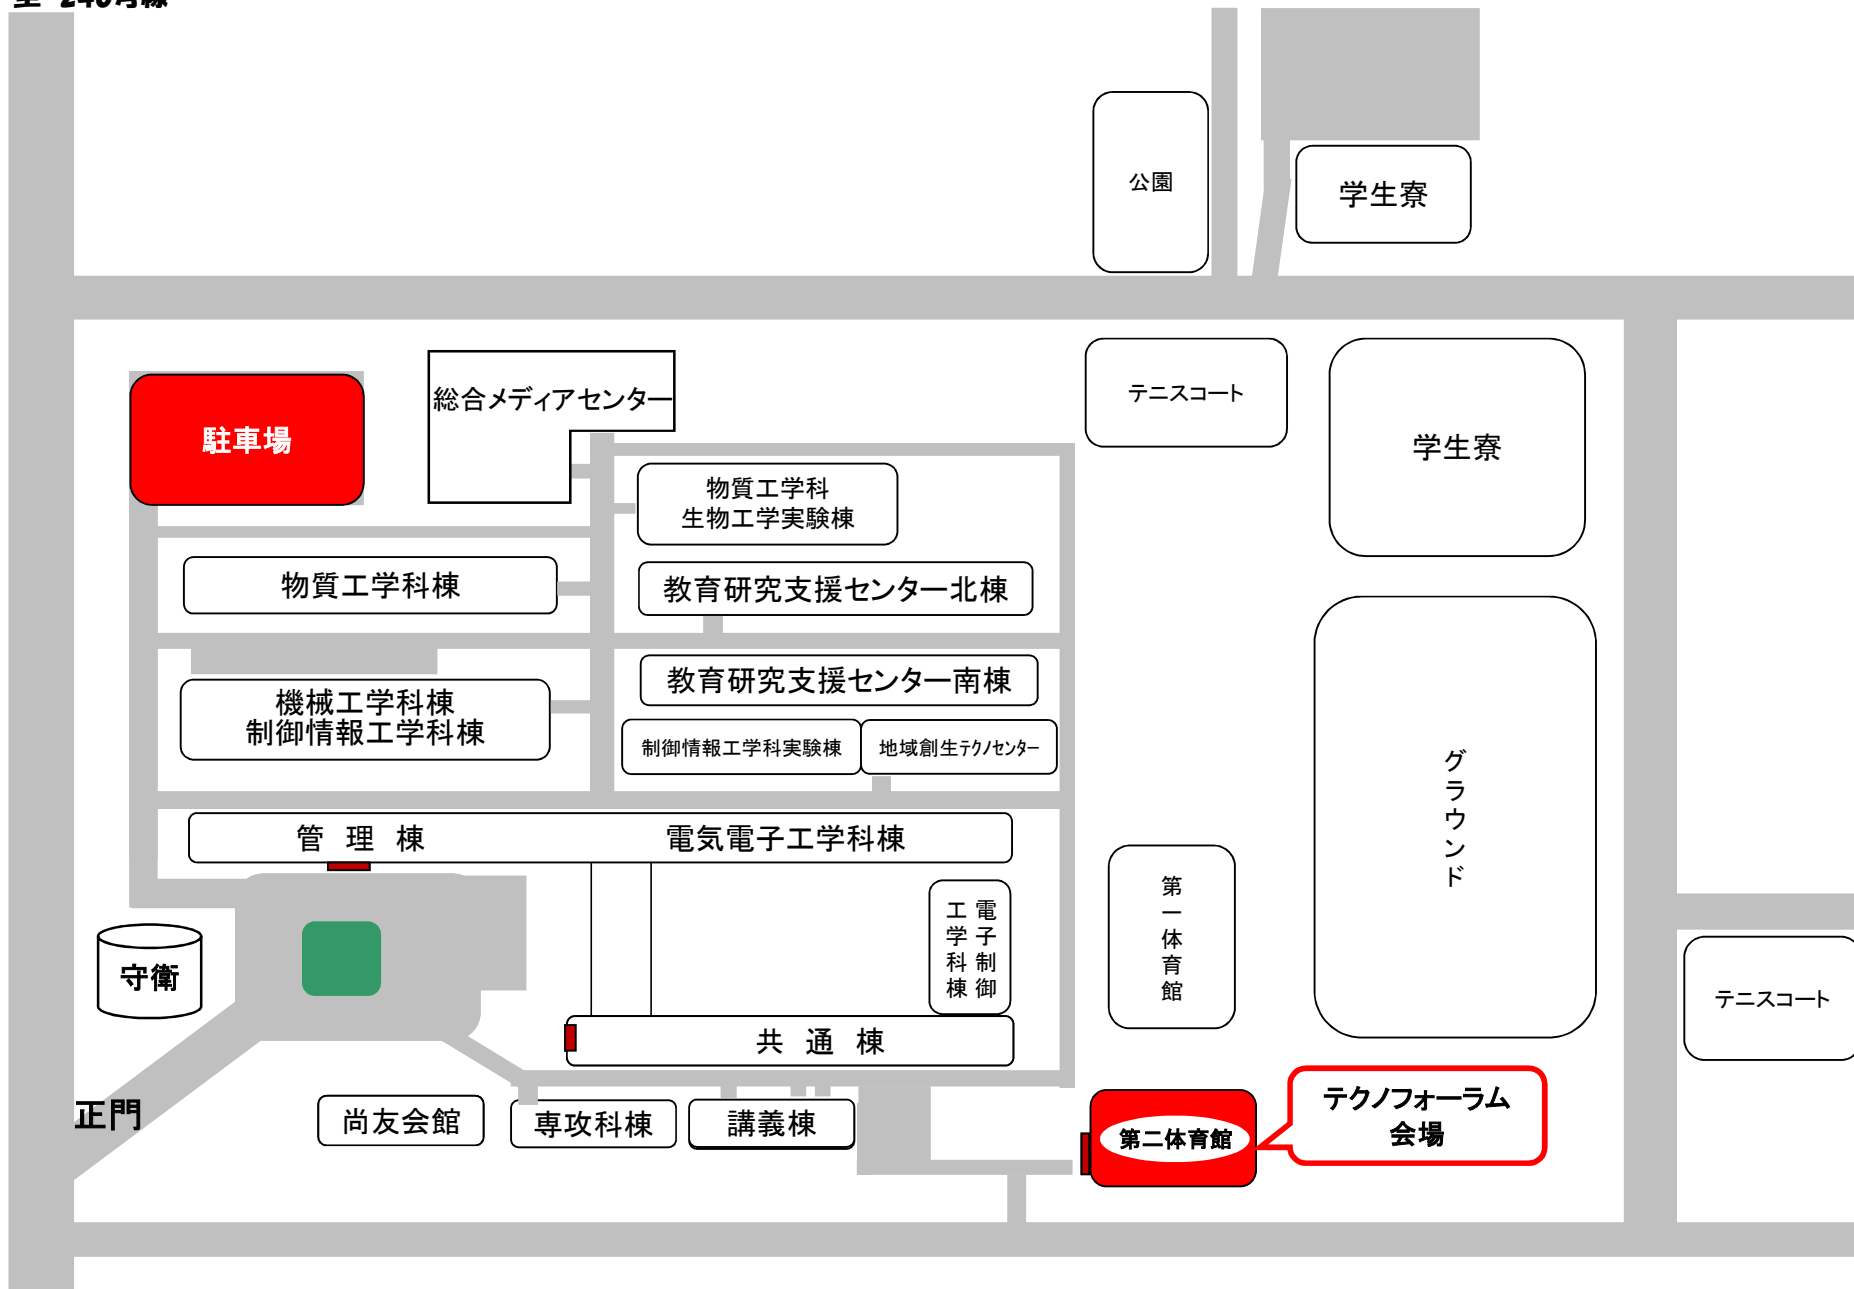 公園
学生寮
駐車場
総合メディアセンター
テニスコート
学生寮
物質工学科
生物工学実験棟
物質工学科棟
教育研究支援センター北棟
教育研究支援センター南棟
機械工学科棟
制御情報工学科棟
制御情報工学科実験棟
地域創生テクノセンター
グラウンド
管 理 棟
電気電子工学科棟
第一体育館
電子制御
工学科棟
守衛
テニスコート
共 通 棟
正門
尚友会館
専攻科棟
講義棟
第二体育館
テクノフォーラム
会場